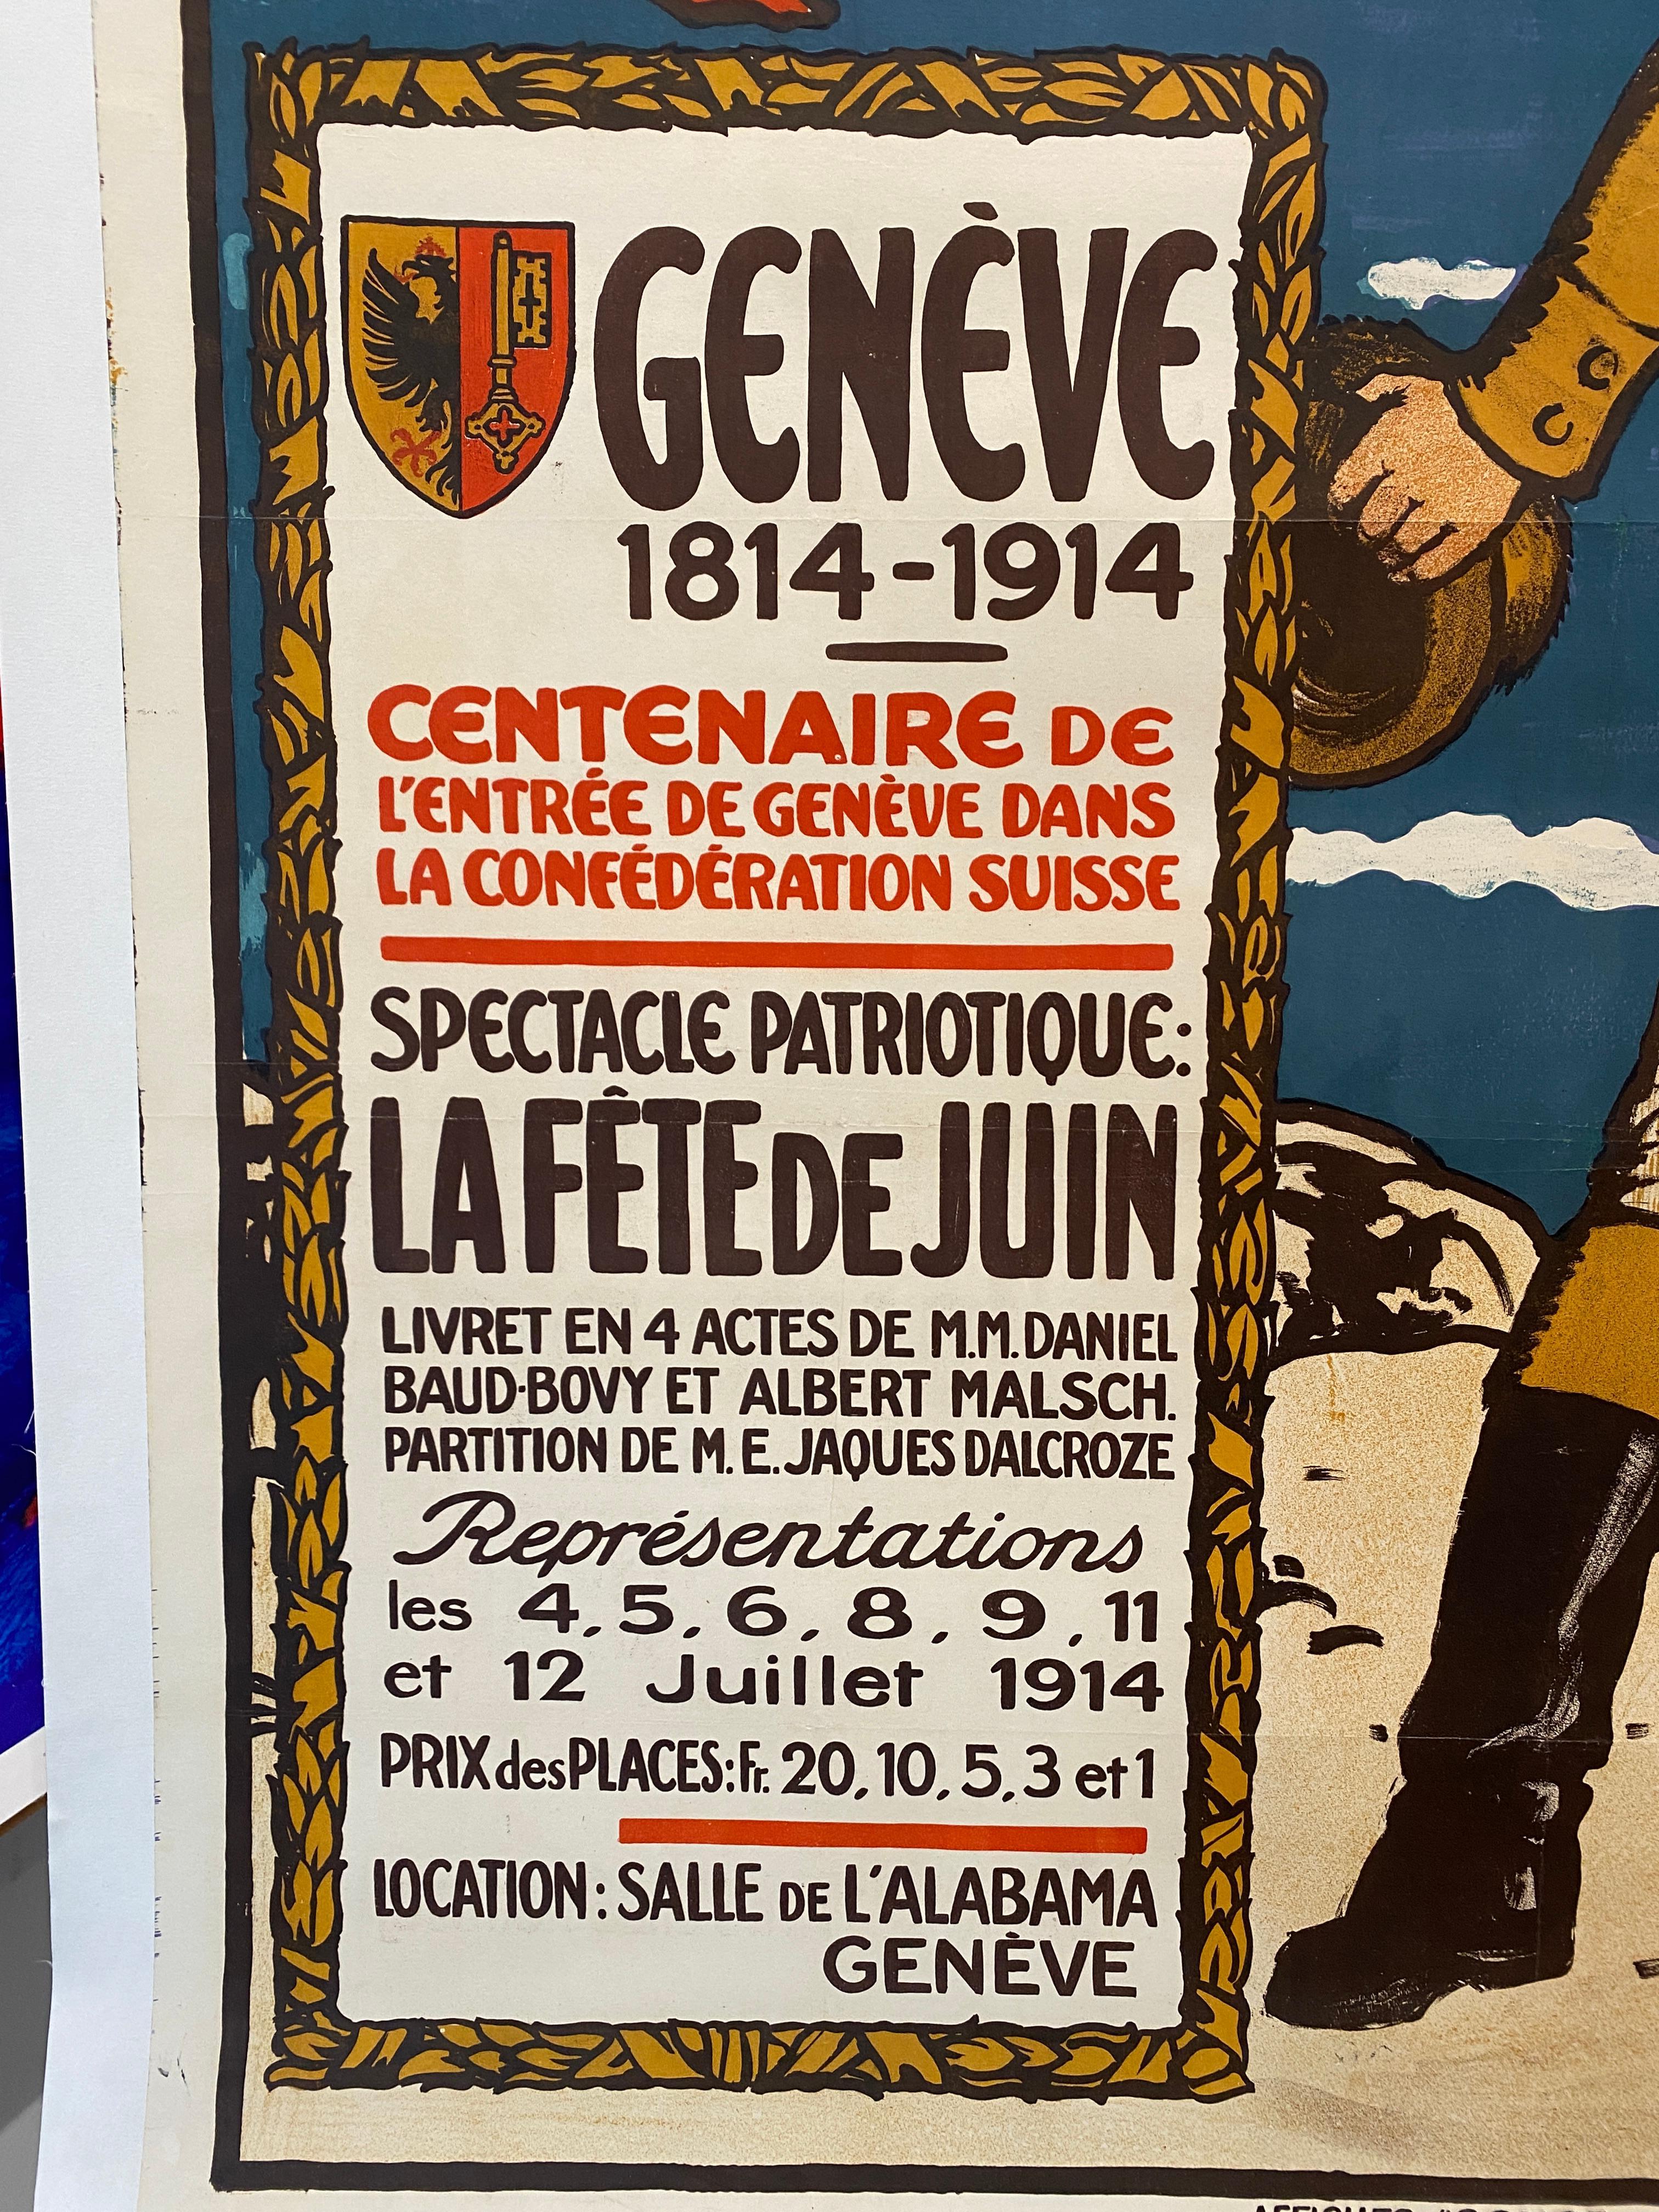 GENÈVE
1814-1914
CENTENAIRE DE
L'ENTRÉE DE GENÈVE DANS
LA CONFÉDÉRATION SUISSE
SPECTACLE PATRIOTIQUE:
LA FÊTE DE JUIN
LIVRET EN 4 ACTES DE M.M. DANIEL
BAUD-BOVY ET ALBERT MALSCH.
PARTITION DE M. E. JAQUES DALCROZE
Représentations
les 4, 5, 6, 8, 9, 11
et 12 Juillet 1914
PRIX des PLACES: Fr. 20, 10, 5, 3 et 1
LOCATION: SALLE DE L'ALABAMA
GENÈVE